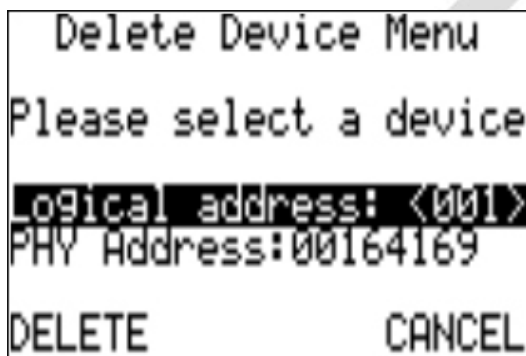 Delete Device Menu
Please select a device
Logical address: <001>
PHY Address:00164169
DELETE CANCEL